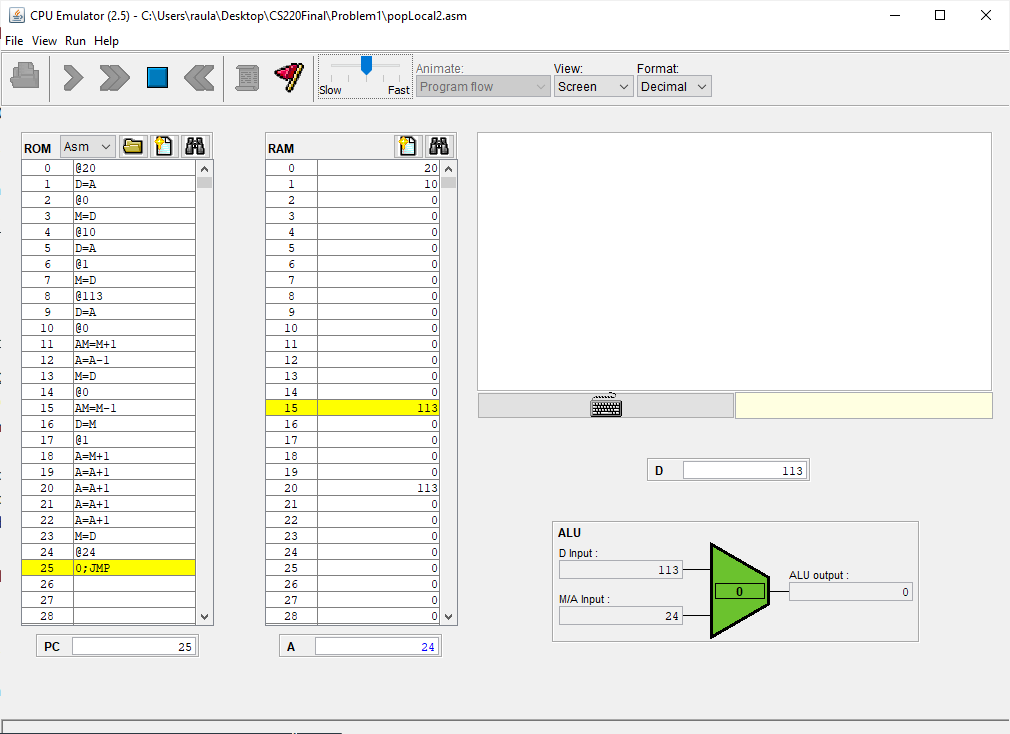 CPU Emulator (2.5) - C:\Users\raula\Desktop\CS220Final\Problem1\popLocal2.asm
File View Run Help
Slow Fast
Animate:
Program flow
View:
Screen
Format:
Decimal
ROM Asm
0 @20
1 D=A
2 @0
3 M=D
4 @10
5 D=A
6 @1
7 M=D
8 @113
9 D=A
10 @0
11 AM=M+1
12 A=A-1
13 M=D
14 @0
15 AM=M-1
16 D=M
17 @1
18 A=M+1
19 A=A+1
20 A=A+1
21 A=A+1
22 A=A+1
23 M=D
24 @24
25 0;JMP
26
27
28
PC 25
RAM
0 20
1 10
2 0
3 0
4 0
5 0
6 0
7 0
8 0
9 0
10 0
11 0
12 0
13 0
14 0
15 113
16 0
17 0
18 0
19 0
20 113
21 0
22 0
23 0
24 0
25 0
26 0
27 0
28 0
A 24
D 113
ALU
D Input :
113
M/A Input :
24
0
ALU output :
0